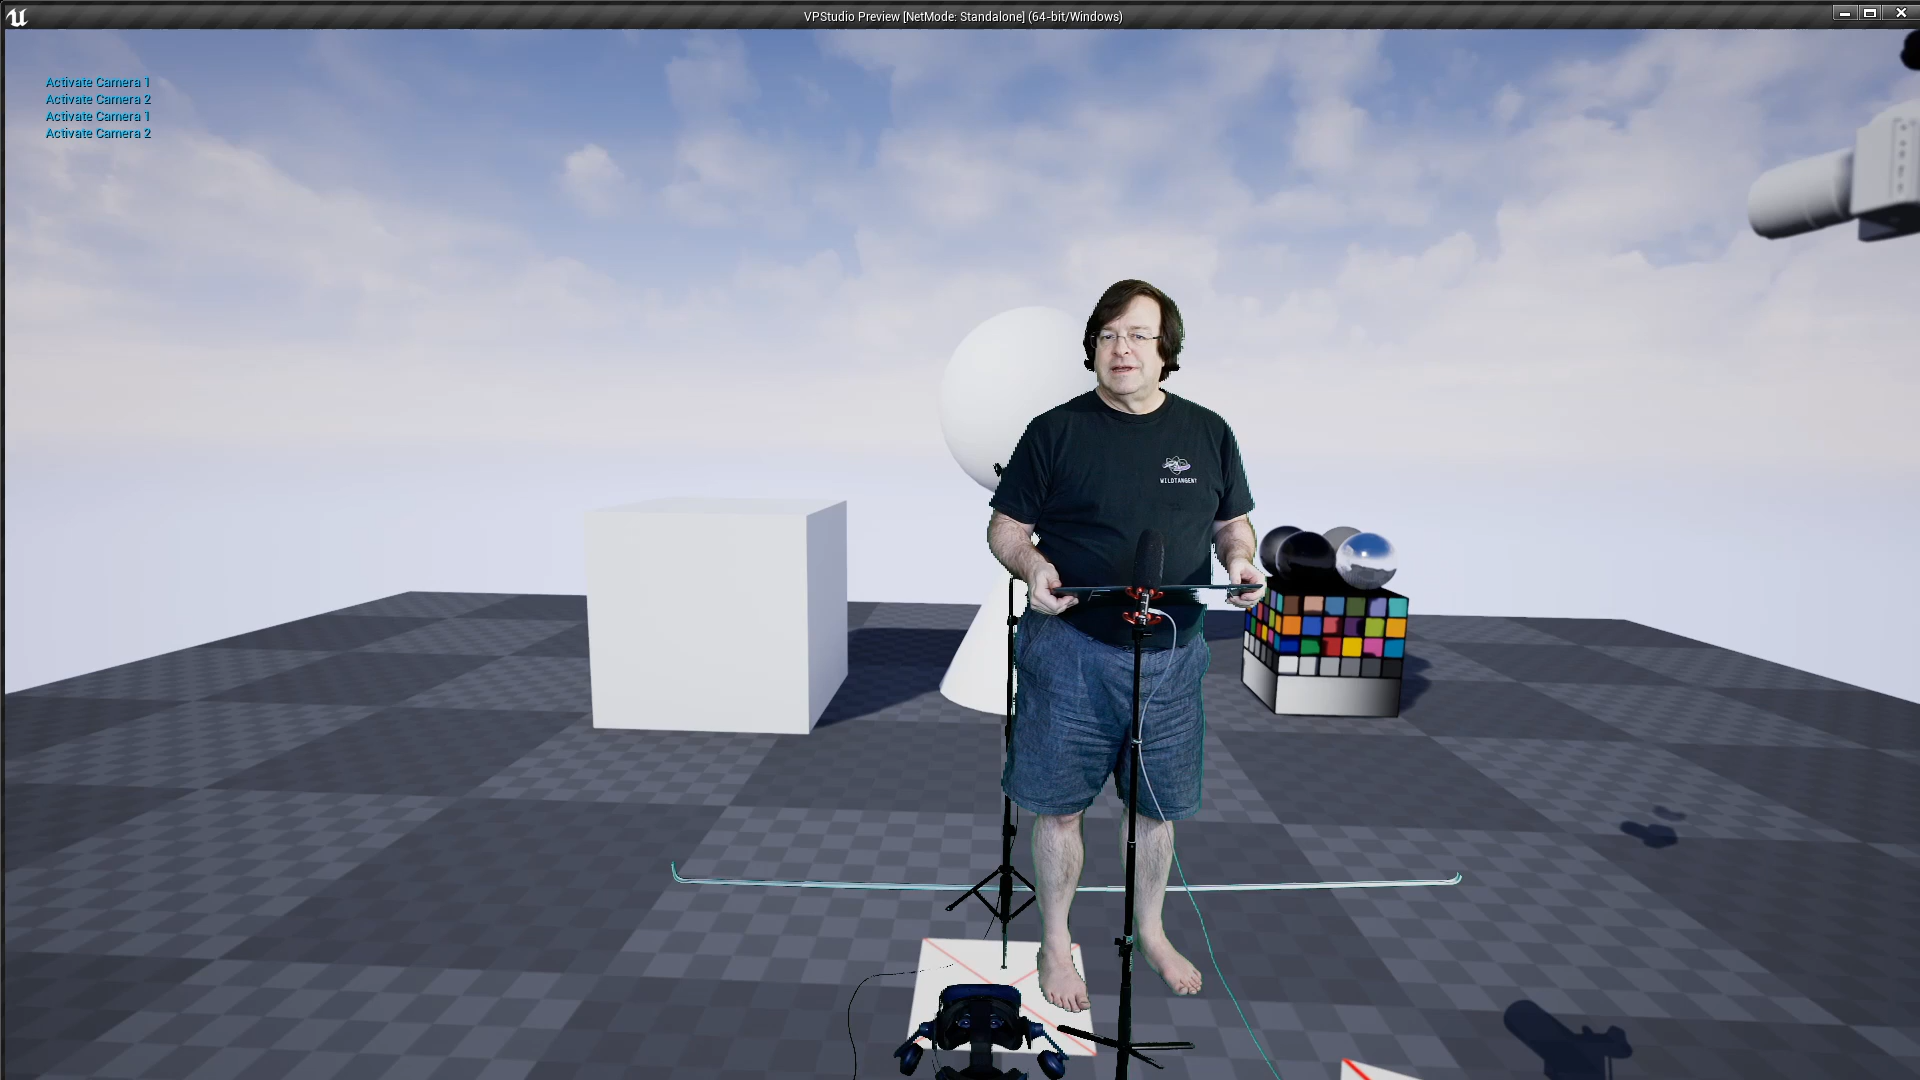 VPStudio Preview [NetMode: Standalone] (64-bit/Windows)
Activate Camera 1
Activate Camera 2
Activate Camera 1
Activate Camera 2
WILDTANGENT